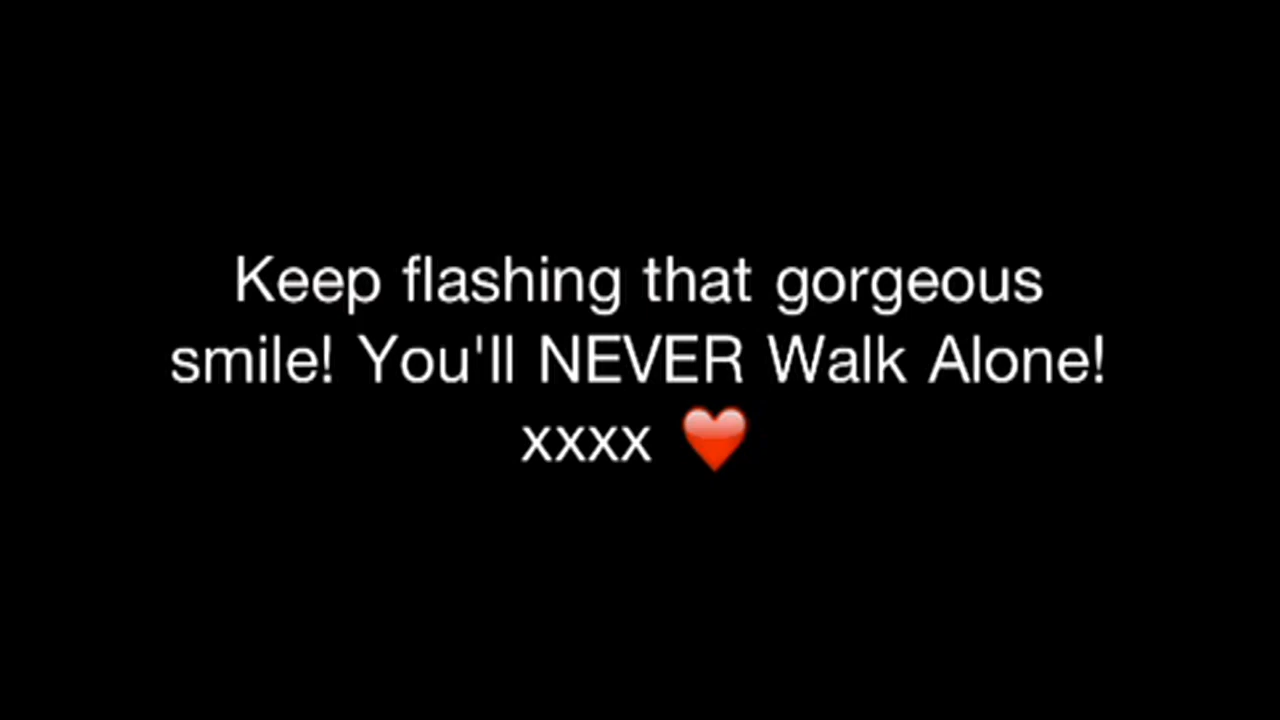 Keep flashing that gorgeous
smile! You'll NEVER Walk Alone!
xxxx ❤️